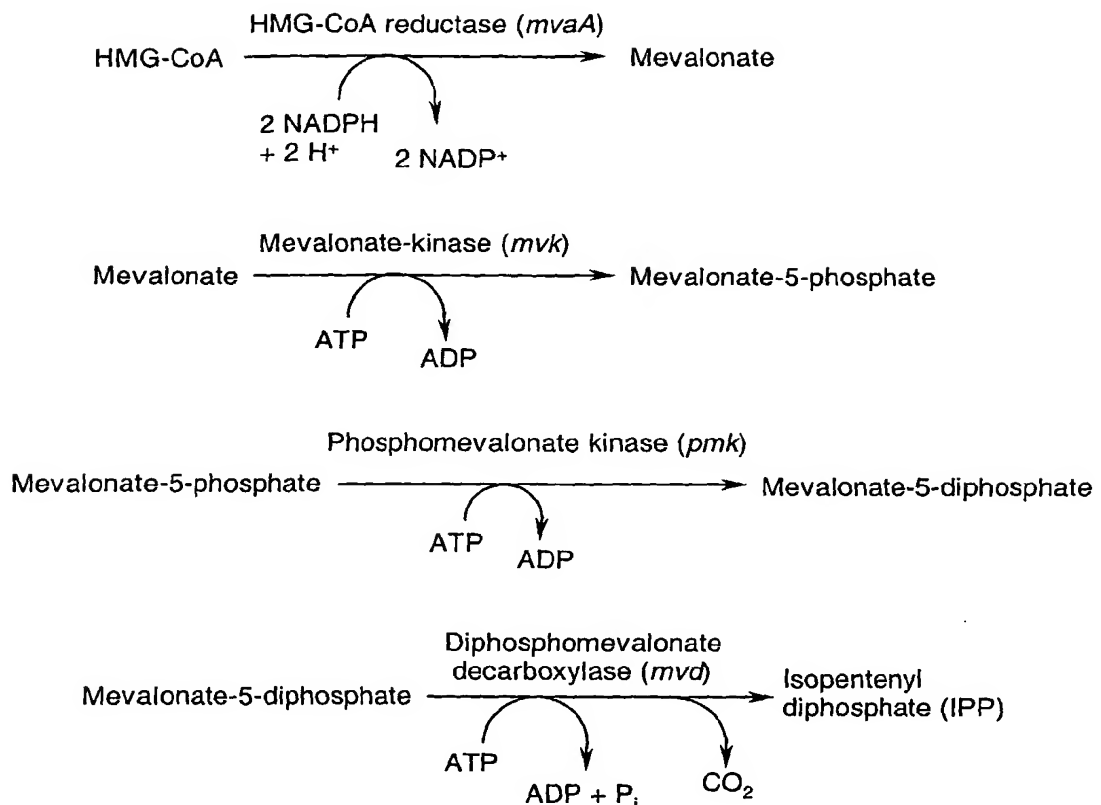 HMG-CoA reductase (mvaA)
HMG-CoA
Mevalonate
2 NADPH
+ 2 H⁺
2 NADP⁺
Mevalonate-kinase (mvk)
Mevalonate
Mevalonate-5-phosphate
ATP
ADP
Phosphomevalonate kinase (pmk)
Mevalonate-5-phosphate
Mevalonate-5-diphosphate
ATP
ADP
Diphosphomevalonate
decarboxylase (mvd)
Mevalonate-5-diphosphate
Isopentenyl
diphosphate (IPP)
ATP
ADP + Pᵢ
CO₂